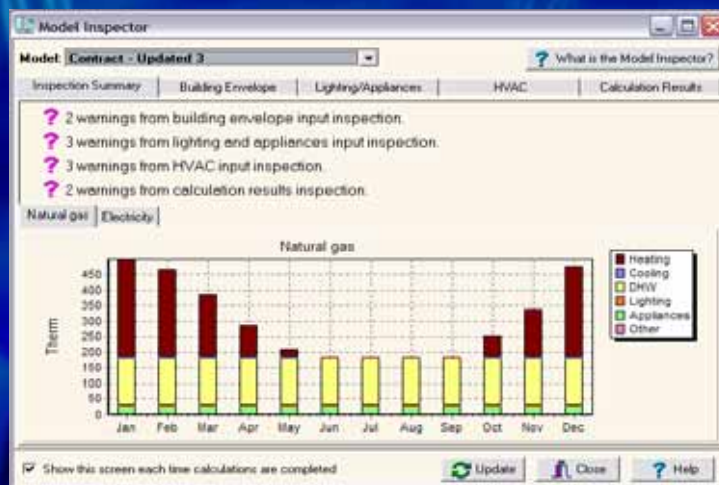 Model Inspector
Model: Contract - Updated 3
? What is the Model Inspector?
Inspection Summary Building Envelope Lighting/Appliances HVAC Calculation Results
? 2 warnings from building envelope input inspection.
? 3 warnings from lighting and appliances input inspection.
? 3 warnings from HVAC input inspection.
? 2 warnings from calculation results inspection.
Natural gas Electricity
Natural gas
Therm
450
400
350
300
250
200
150
100
50
0
Jan Feb Mar Apr May Jun Jul Aug Sep Oct Nov Dec
Heating
Cooling
DHW
Lighting
Appliances
Other
Show this screen each time calculations are completed
Update Close ? Help